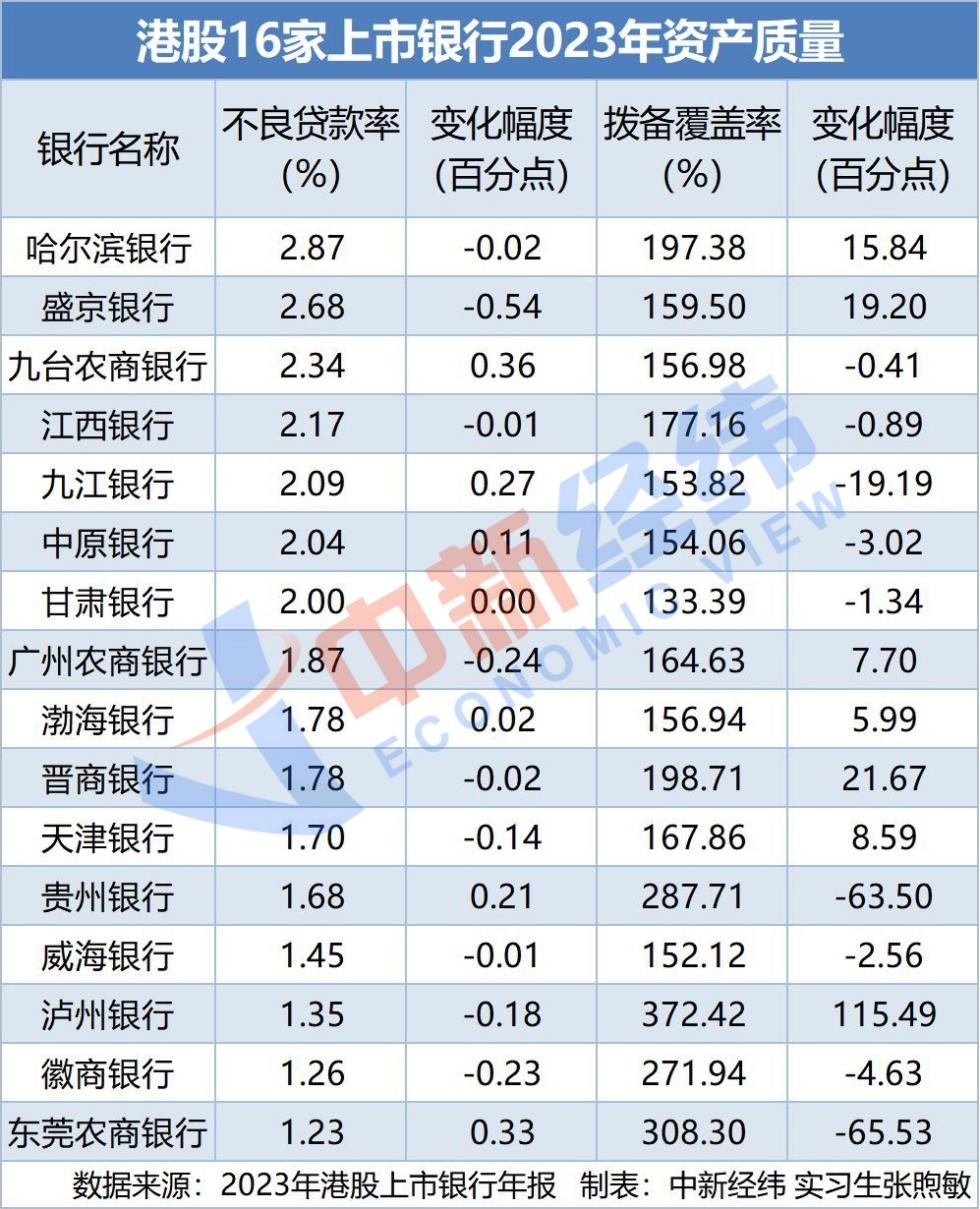 港股16家上市银行2023年资产质量
银行名称 不良贷款率(%) 变化幅度(百分点) 拨备覆盖率(%) 变化幅度(百分点)
哈尔滨银行 2.87 -0.02 197.38 15.84
盛京银行 2.68 -0.54 159.50 19.20
九台农商银行 2.34 0.36 156.98 -0.41
江西银行 2.17 -0.01 177.16 -0.89
九江银行 2.09 0.27 153.82 -19.19
中原银行 2.04 0.11 154.06 -3.02
甘肃银行 2.00 0.00 133.39 -1.34
广州农商银行 1.87 -0.24 164.63 7.70
渤海银行 1.78 0.02 156.94 5.99
晋商银行 1.78 -0.02 198.71 21.67
天津银行 1.70 -0.14 167.86 8.59
贵州银行 1.68 0.21 287.71 -63.50
威海银行 1.45 -0.01 152.12 -2.56
泸州银行 1.35 -0.18 372.42 115.49
徽商银行 1.26 -0.23 271.94 -4.63
东莞农商银行 1.23 0.33 308.30 -65.53
数据来源：2023年港股上市银行年报 制表：中新经纬 实习生张煦敏
中新经纬
ECONOMIC VIEW